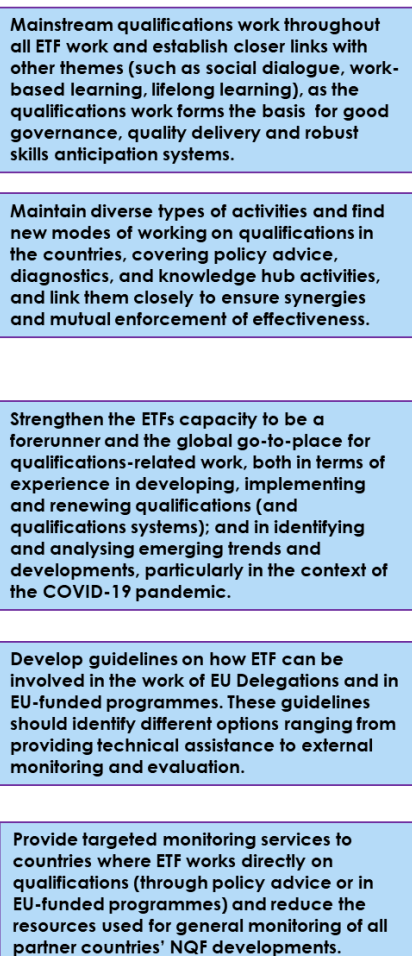 Mainstream qualifications work throughout
all ETF work and establish closer links with
other themes (such as social dialogue, work-
based learning, lifelong learning), as the
qualifications work forms the basis for good
governance, quality delivery and robust
skills anticipation systems.
Maintain diverse types of activities and find
new modes of working on qualifications in
the countries, covering policy advice,
diagnostics, and knowledge hub activities,
and link them closely to ensure synergies
and mutual enforcement of effectiveness.
Strengthen the ETFs capacity to be a
forerunner and the global go-to-place for
qualifications-related work, both in terms of
experience in developing, implementing
and renewing qualifications (and
qualifications systems); and in identifying
and analysing emerging trends and
developments, particularly in the context of
the COVID-19 pandemic.
Develop guidelines on how ETF can be
involved in the work of EU Delegations and in
EU-funded programmes. These guidelines
should identify different options ranging from
providing technical assistance to external
monitoring and evaluation.
Provide targeted monitoring services to
countries where ETF works directly on
qualifications (through policy advice or in
EU-funded programmes) and reduce the
resources used for general monitoring of all
partner countries' NQF developments.